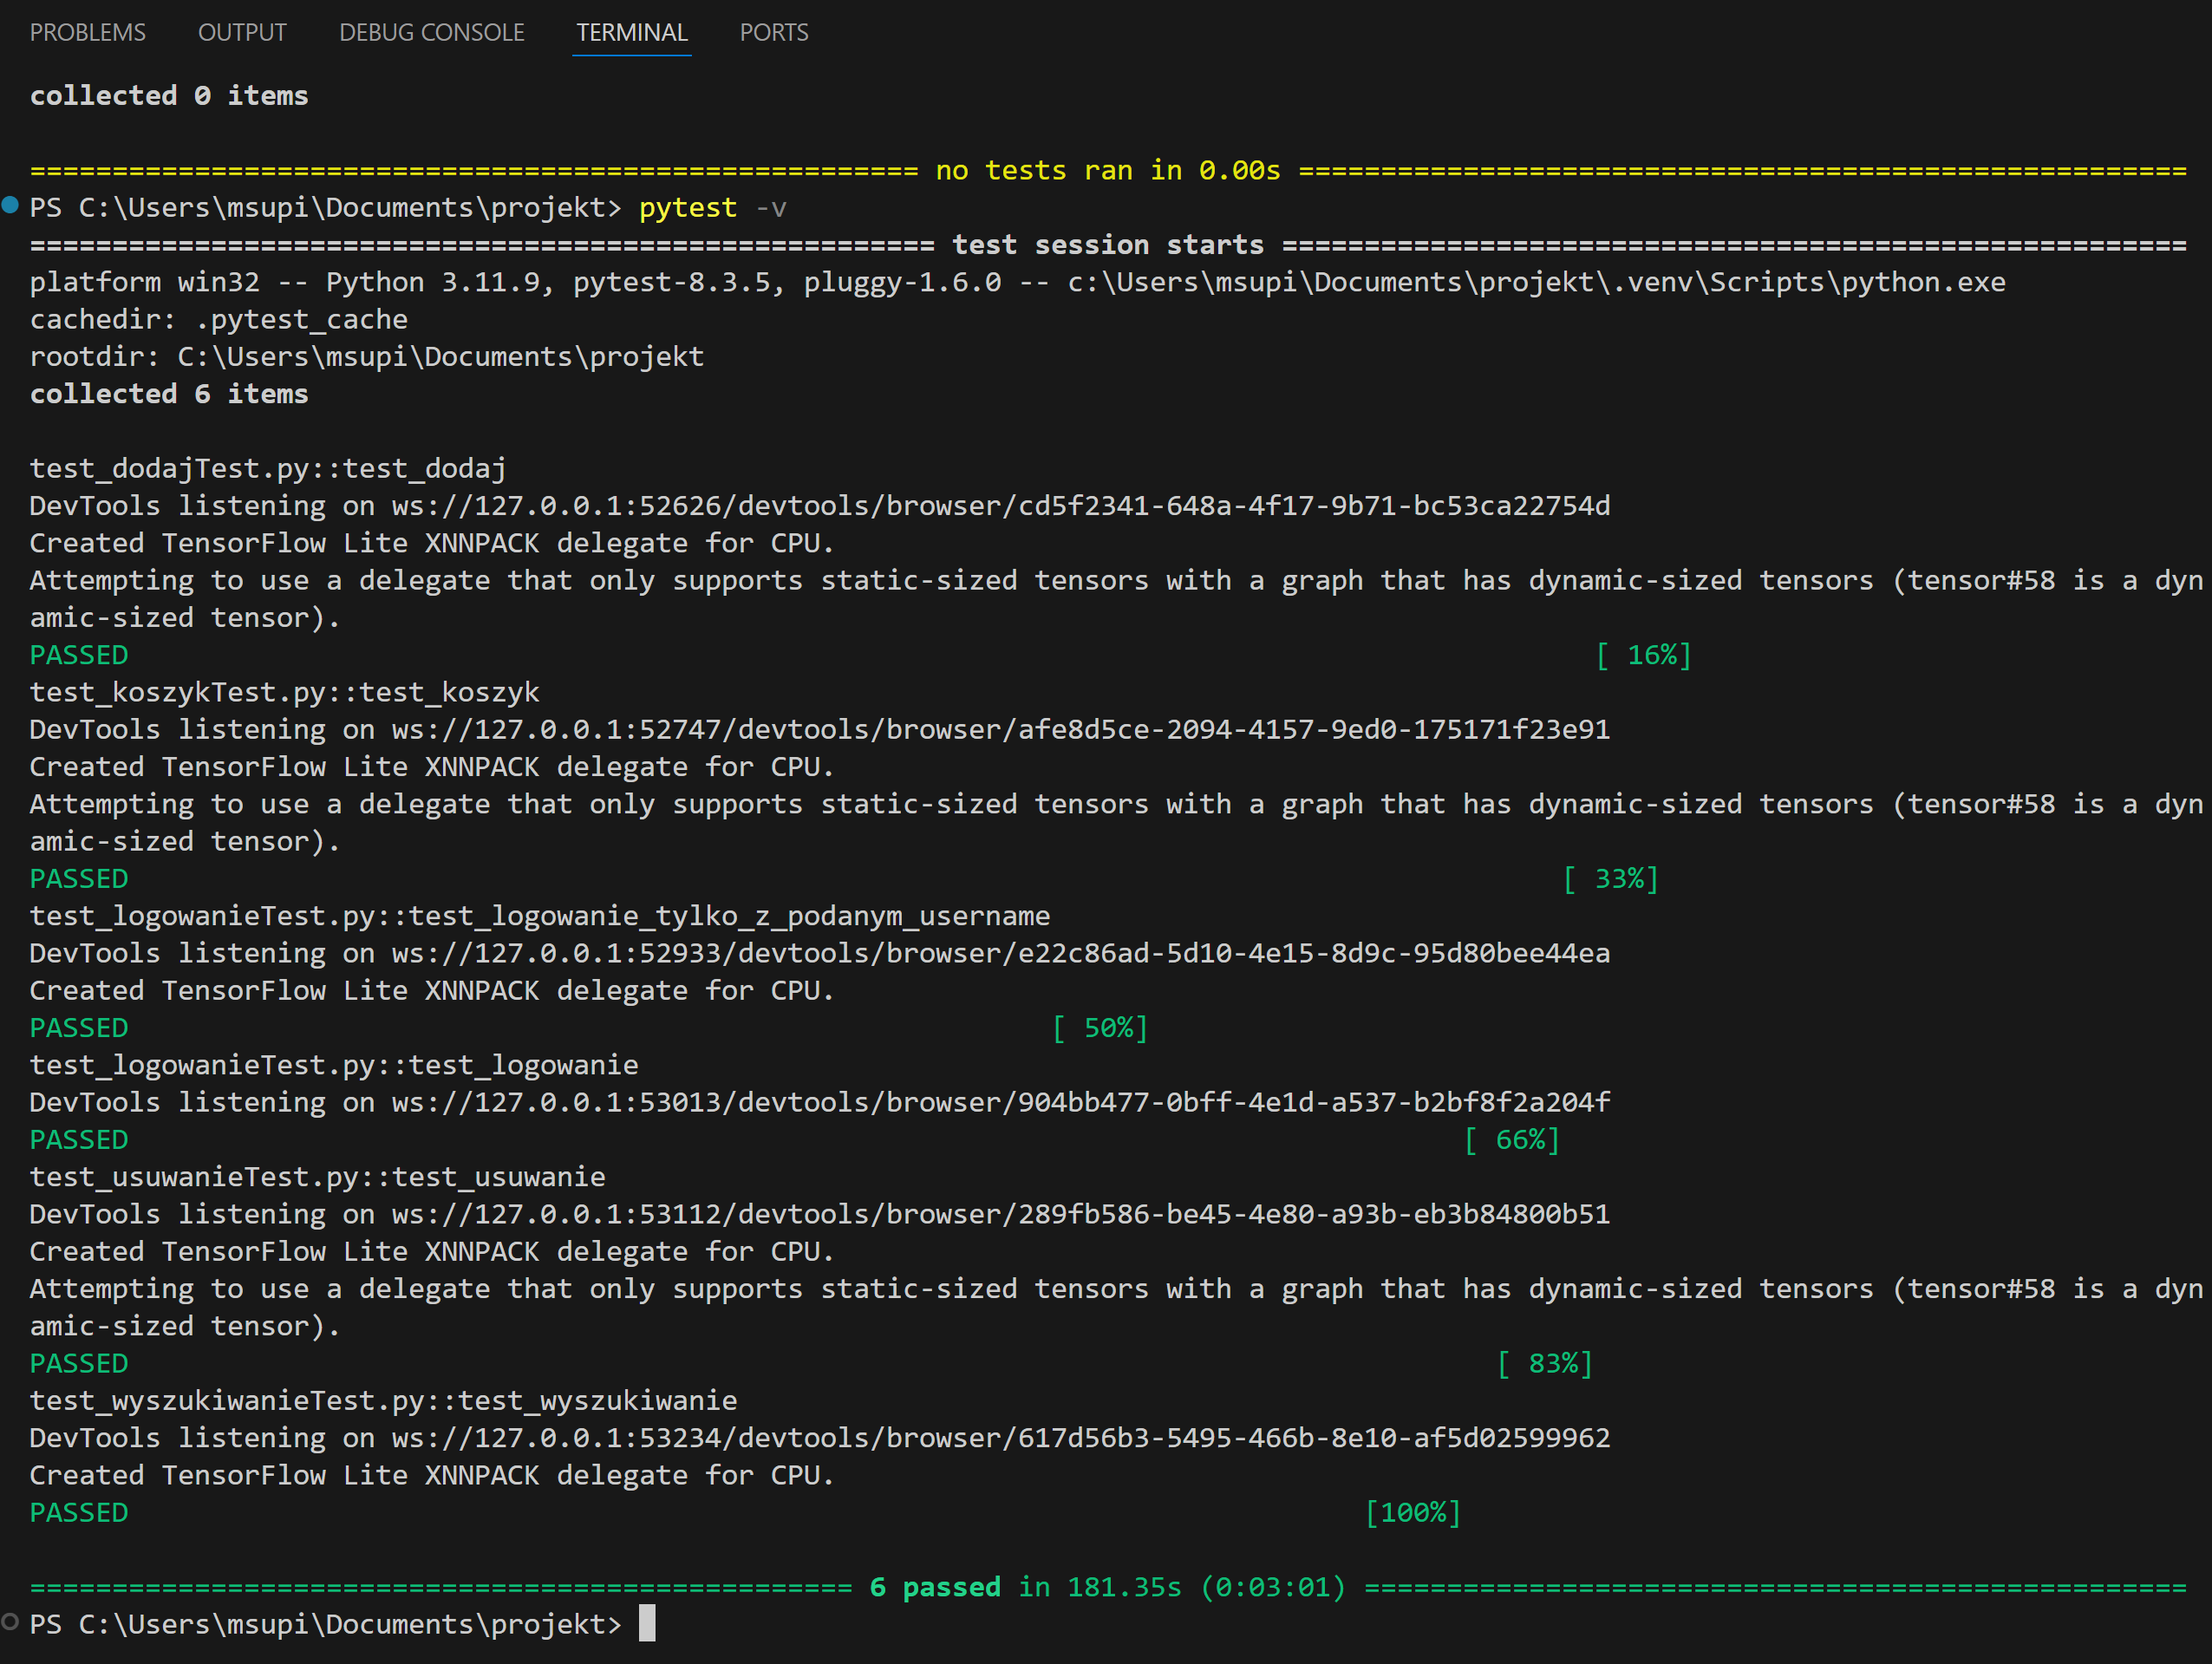 PROBLEMS OUTPUT DEBUG CONSOLE TERMINAL PORTS
collected 0 items
====================================================== no tests ran in 0.00s ======================================================
PS C:\Users\msupi\Documents\projekt> pytest -v
======================================================= test session starts =======================================================
platform win32 -- Python 3.11.9, pytest-8.3.5, pluggy-1.6.0 -- c:\Users\msupi\Documents\projekt\.venv\Scripts\python.exe
cachedir: .pytest_cache
rootdir: C:\Users\msupi\Documents\projekt
collected 6 items
test_dodajTest.py::test_dodaj
DevTools listening on ws://127.0.0.1:52626/devtools/browser/cd5f2341-648a-4f17-9b71-bc53ca22754d
Created TensorFlow Lite XNNPACK delegate for CPU.
Attempting to use a delegate that only supports static-sized tensors with a graph that has dynamic-sized tensors (tensor#58 is a dyn
amic-sized tensor).
PASSED [ 16%]
test_koszykTest.py::test_koszyk
DevTools listening on ws://127.0.0.1:52747/devtools/browser/afe8d5ce-2094-4157-9ed0-175171f23e91
Created TensorFlow Lite XNNPACK delegate for CPU.
Attempting to use a delegate that only supports static-sized tensors with a graph that has dynamic-sized tensors (tensor#58 is a dyn
amic-sized tensor).
PASSED [ 33%]
test_logowanieTest.py::test_logowanie_tylko_z_podanym_username
DevTools listening on ws://127.0.0.1:52933/devtools/browser/e22c86ad-5d10-4e15-8d9c-95d80bee44ea
Created TensorFlow Lite XNNPACK delegate for CPU.
PASSED [ 50%]
test_logowanieTest.py::test_logowanie
DevTools listening on ws://127.0.0.1:53013/devtools/browser/904bb477-0bff-4e1d-a537-b2bf8f2a204f
PASSED [ 66%]
test_usuwanieTest.py::test_usuwanie
DevTools listening on ws://127.0.0.1:53112/devtools/browser/289fb586-be45-4e80-a93b-eb3b84800b51
Created TensorFlow Lite XNNPACK delegate for CPU.
Attempting to use a delegate that only supports static-sized tensors with a graph that has dynamic-sized tensors (tensor#58 is a dyn
amic-sized tensor).
PASSED [ 83%]
test_wyszukiwanieTest.py::test_wyszukiwanie
DevTools listening on ws://127.0.0.1:53234/devtools/browser/617d56b3-5495-466b-8e10-af5d02599962
Created TensorFlow Lite XNNPACK delegate for CPU.
PASSED [100%]
================================================== 6 passed in 181.35s (0:03:01) ==================================================
PS C:\Users\msupi\Documents\projekt>